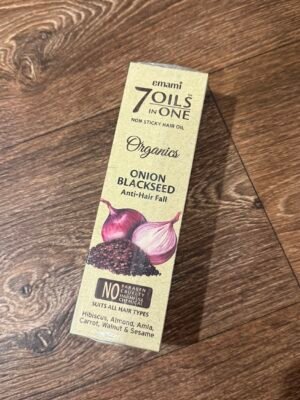 emami
7 OILS
IN ONE
NON STICKY HAIR OIL
Organics
ONION
BLACKSEED
Anti-Hair Fall
NO
PARABEN
SUITS ALL HAIR TYPES
Hibiscus, Almond, Amla,
Carrot, Walnut & Sesame